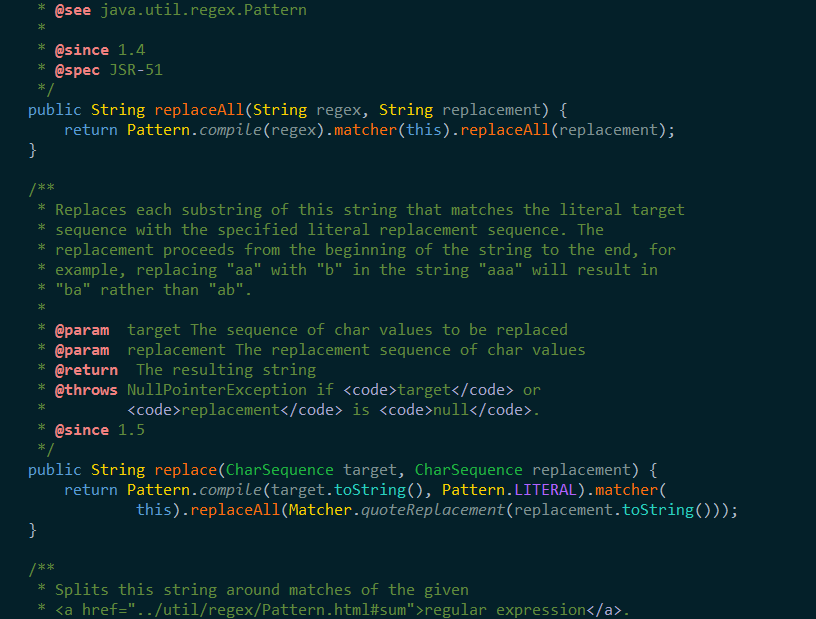 * @see java.util.regex.Pattern
*
* @since 1.4
* @spec JSR-51
*/
public String replaceAll(String regex, String replacement) {
return Pattern.compile(regex).matcher(this).replaceAll(replacement);
}
/**
* Replaces each substring of this string that matches the literal target
* sequence with the specified literal replacement sequence. The
* replacement proceeds from the beginning of the string to the end, for
* example, replacing "aa" with "b" in the string "aaa" will result in
* "ba" rather than "ab".
*
* @param  target The sequence of char values to be replaced
* @param  replacement The replacement sequence of char values
* @return  The resulting string
* @throws NullPointerException if <code>target</code> or
*         <code>replacement</code> is <code>null</code>.
* @since 1.5
*/
public String replace(CharSequence target, CharSequence replacement) {
return Pattern.compile(target.toString(), Pattern.LITERAL).matcher(
this).replaceAll(Matcher.quoteReplacement(replacement.toString()));
}
/**
* Splits this string around matches of the given
* <a href="../util/regex/Pattern.html#sum">regular expression</a>.